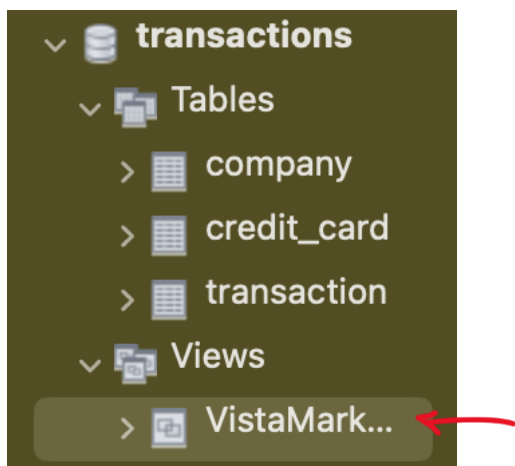 transactions
Tables
company
credit_card
transaction
Views
VistaMark...